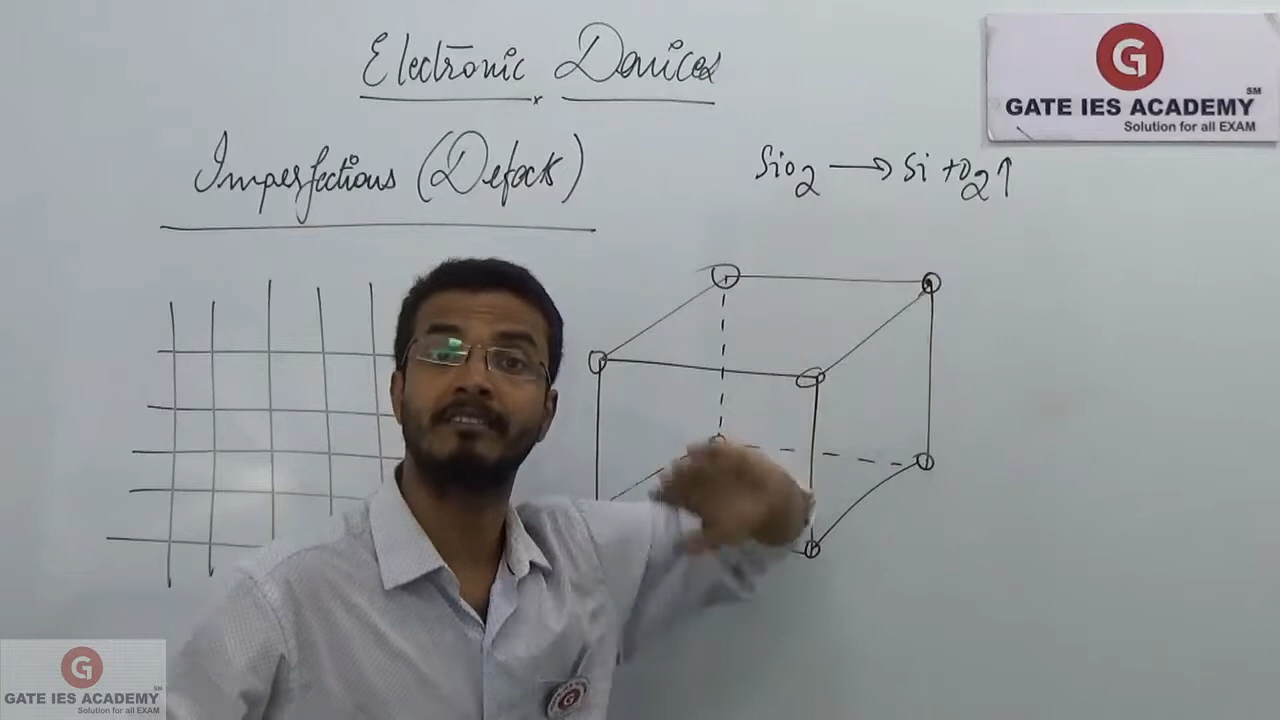 Electronic Devices
Imperfections (Defects)
SiO2 → Si + O2↑
G
GATE IES ACADEMY SM
Solution for all EXAM
G
GATE IES ACADEMY SM
Solution for all EXAM
G